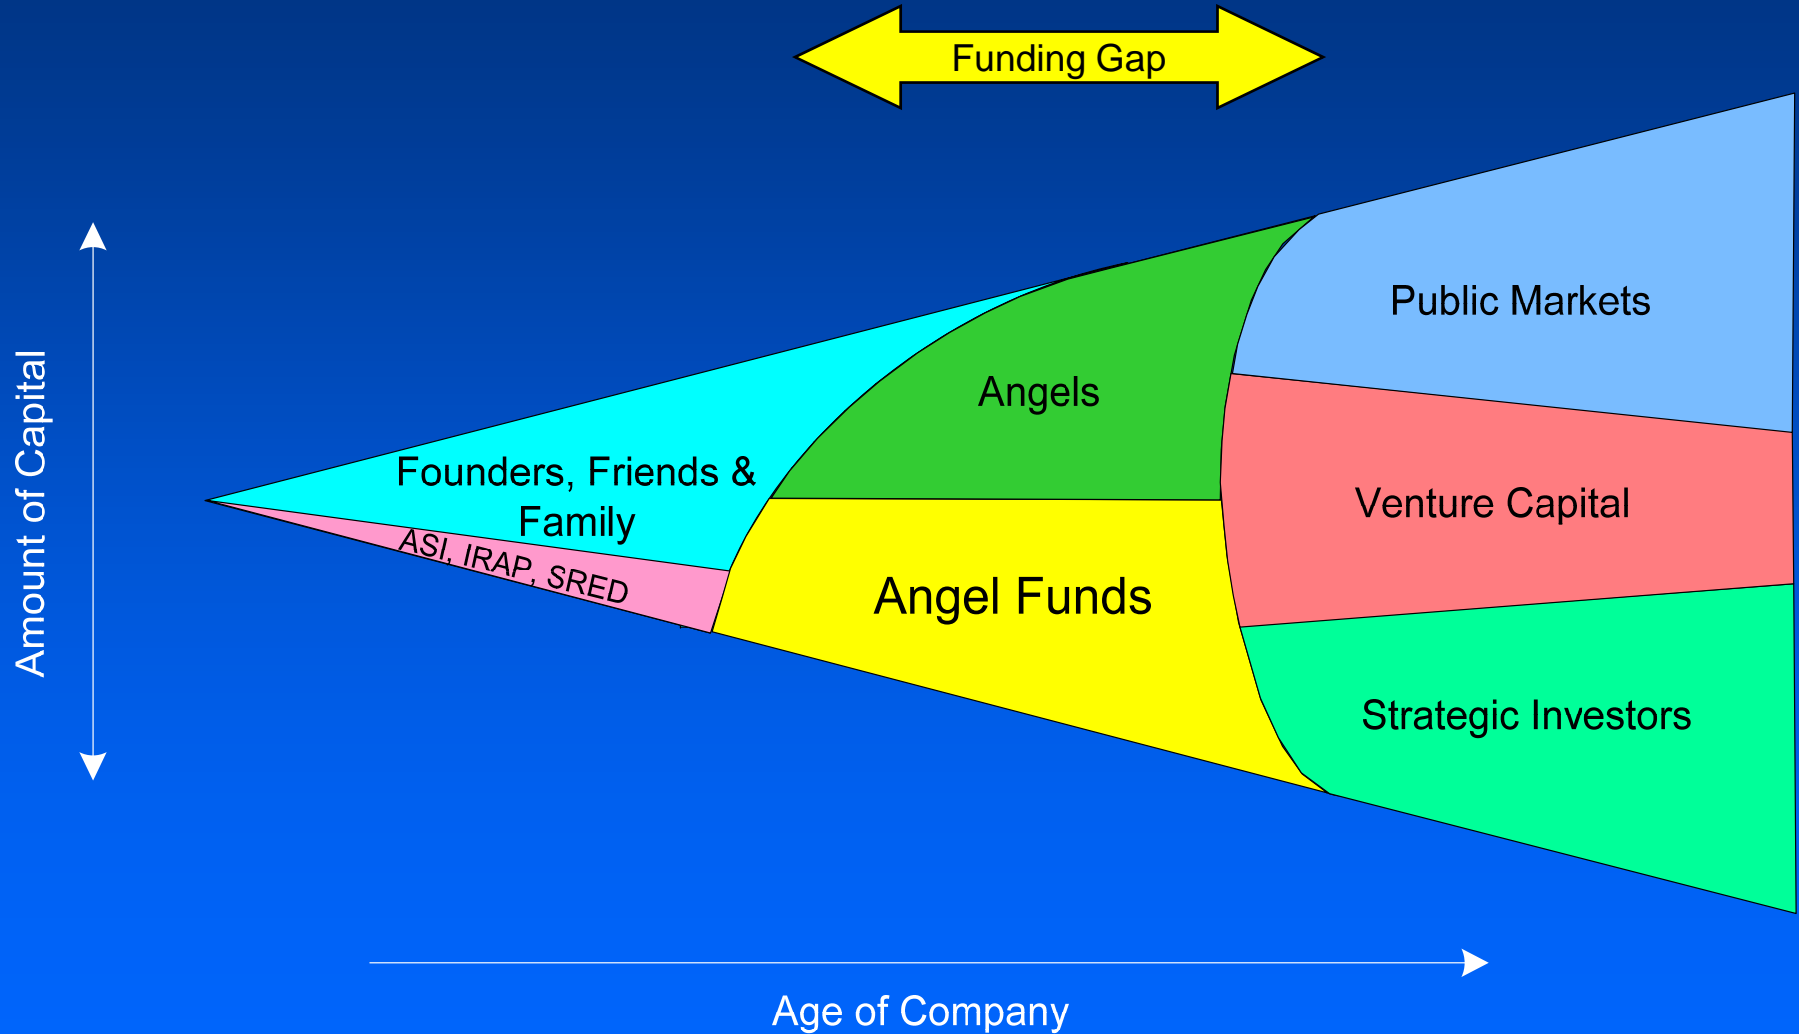 Funding Gap
Public Markets
Angels
Amount of Capital
Founders, Friends &
Family
Venture Capital
ASI, IRAP, SRED
Angel Funds
Strategic Investors
Age of Company